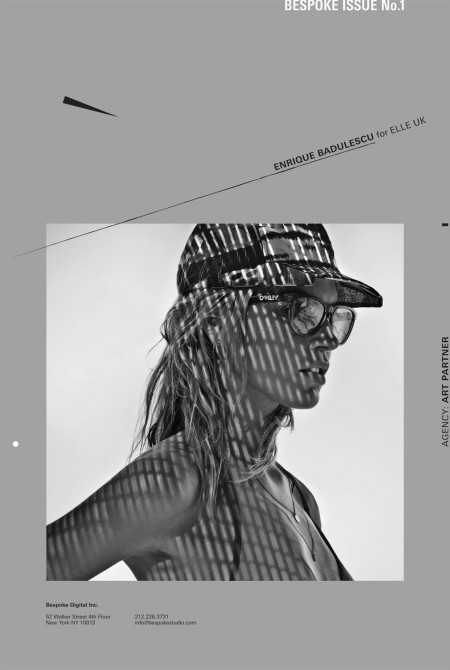 BESPOKE ISSUE No.1
ENRIQUE BADULESCU for ELLE UK
AGENCY: ART PARTNER
Bespoke Digital Inc.
52 Walker Street 4th Floor
New York NY 10013
212.226.3731
info@bespokestudio.com